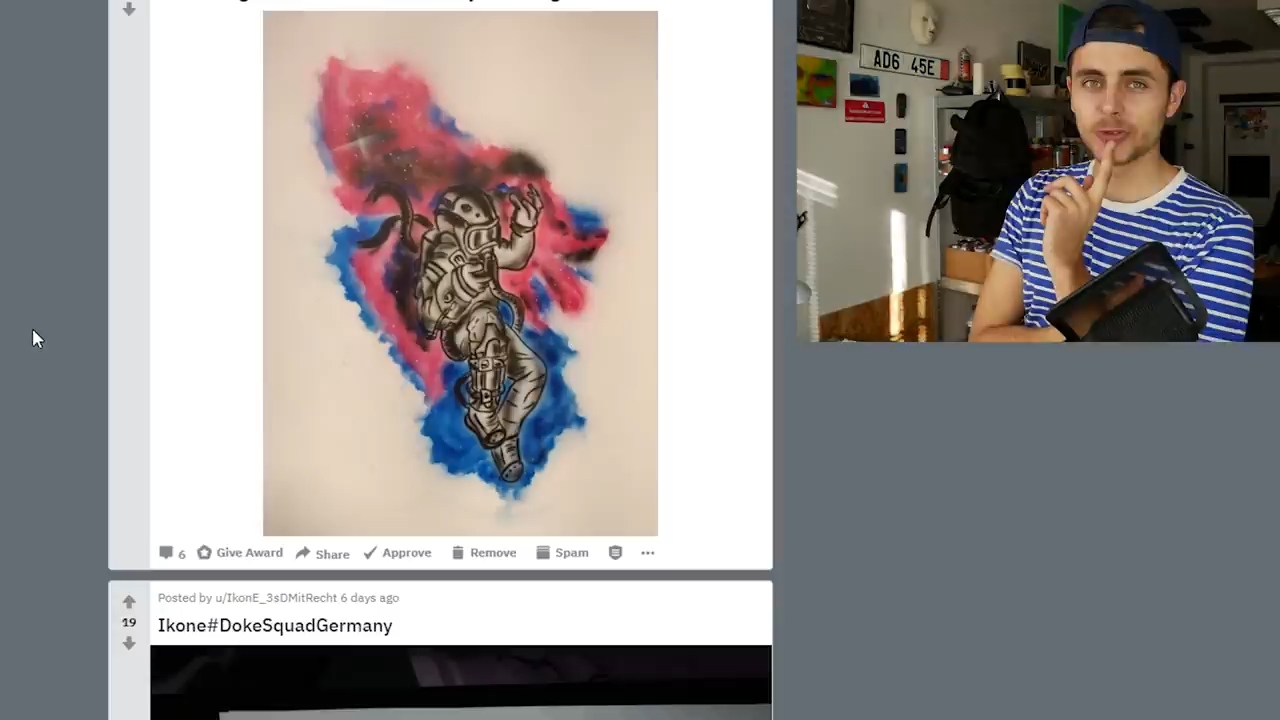 AD6 45E
6 Give Award Share Approve Remove Spam
Posted by u/IkonE_3sDMitRecht 6 days ago
19
Ikone#DokeSquadGermany